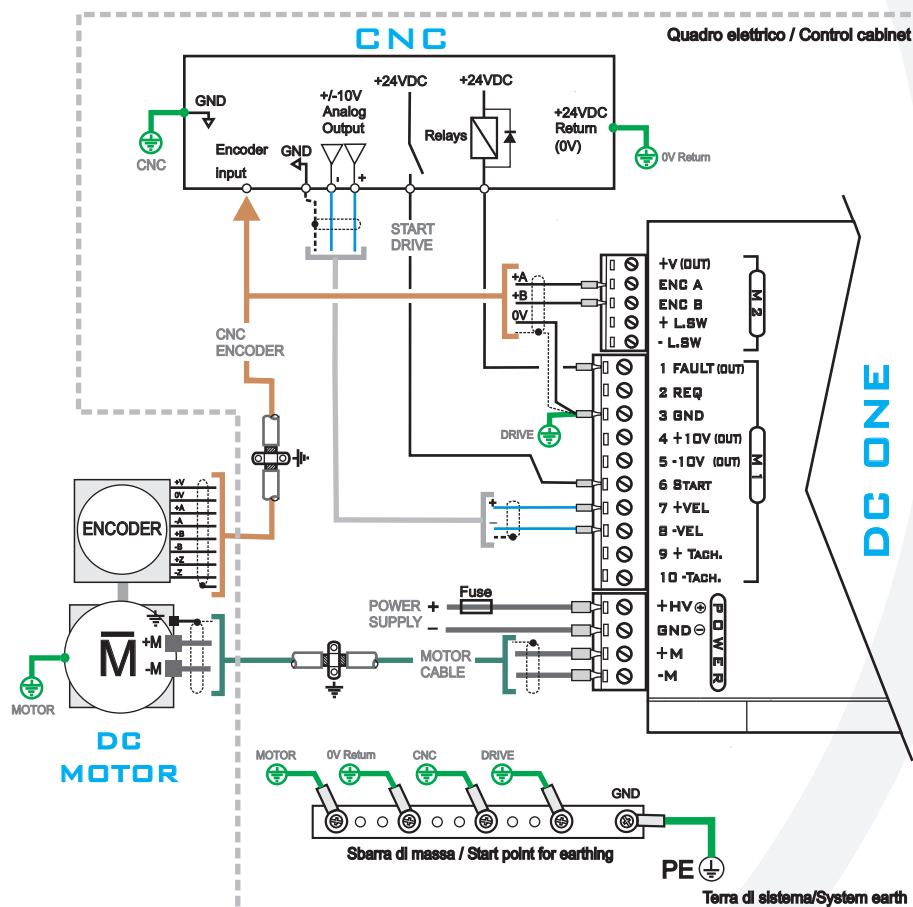 CNC
Quadro elettrico / Control cabinet
GND
+/-10V
Analog
Output
+24VDC
+24VDC
Relays
+24VDC
Return
(0V)
Encoder
input
GND
- +
CNC
0V Return
START
DRIVE
CNC
ENCODER
+A
+B
0V
+V (OUT)
ENC A
ENC B
+ L.SW
- L.SW
M 2
1 FAULT (OUT)
2 REQ
3 GND
4 +10V (OUT)
5 -10V (OUT)
6 START
7 +VEL
8 -VEL
9 + TACH.
10 -TACH.
M 1
DRIVE
DC ONE
+
-
ENCODER
+V
0V
+A
-A
+B
-B
+Z
-Z
POWER
SUPPLY
+
-
Fuse
+HV
GND
+M
-M
POWER
M
+M
-M
MOTOR
MOTOR
CABLE
DC
MOTOR
MOTOR
0V Return
CNC
DRIVE
GND
Sbarra di massa / Start point for earthing
PE
Terra di sistema/System earth